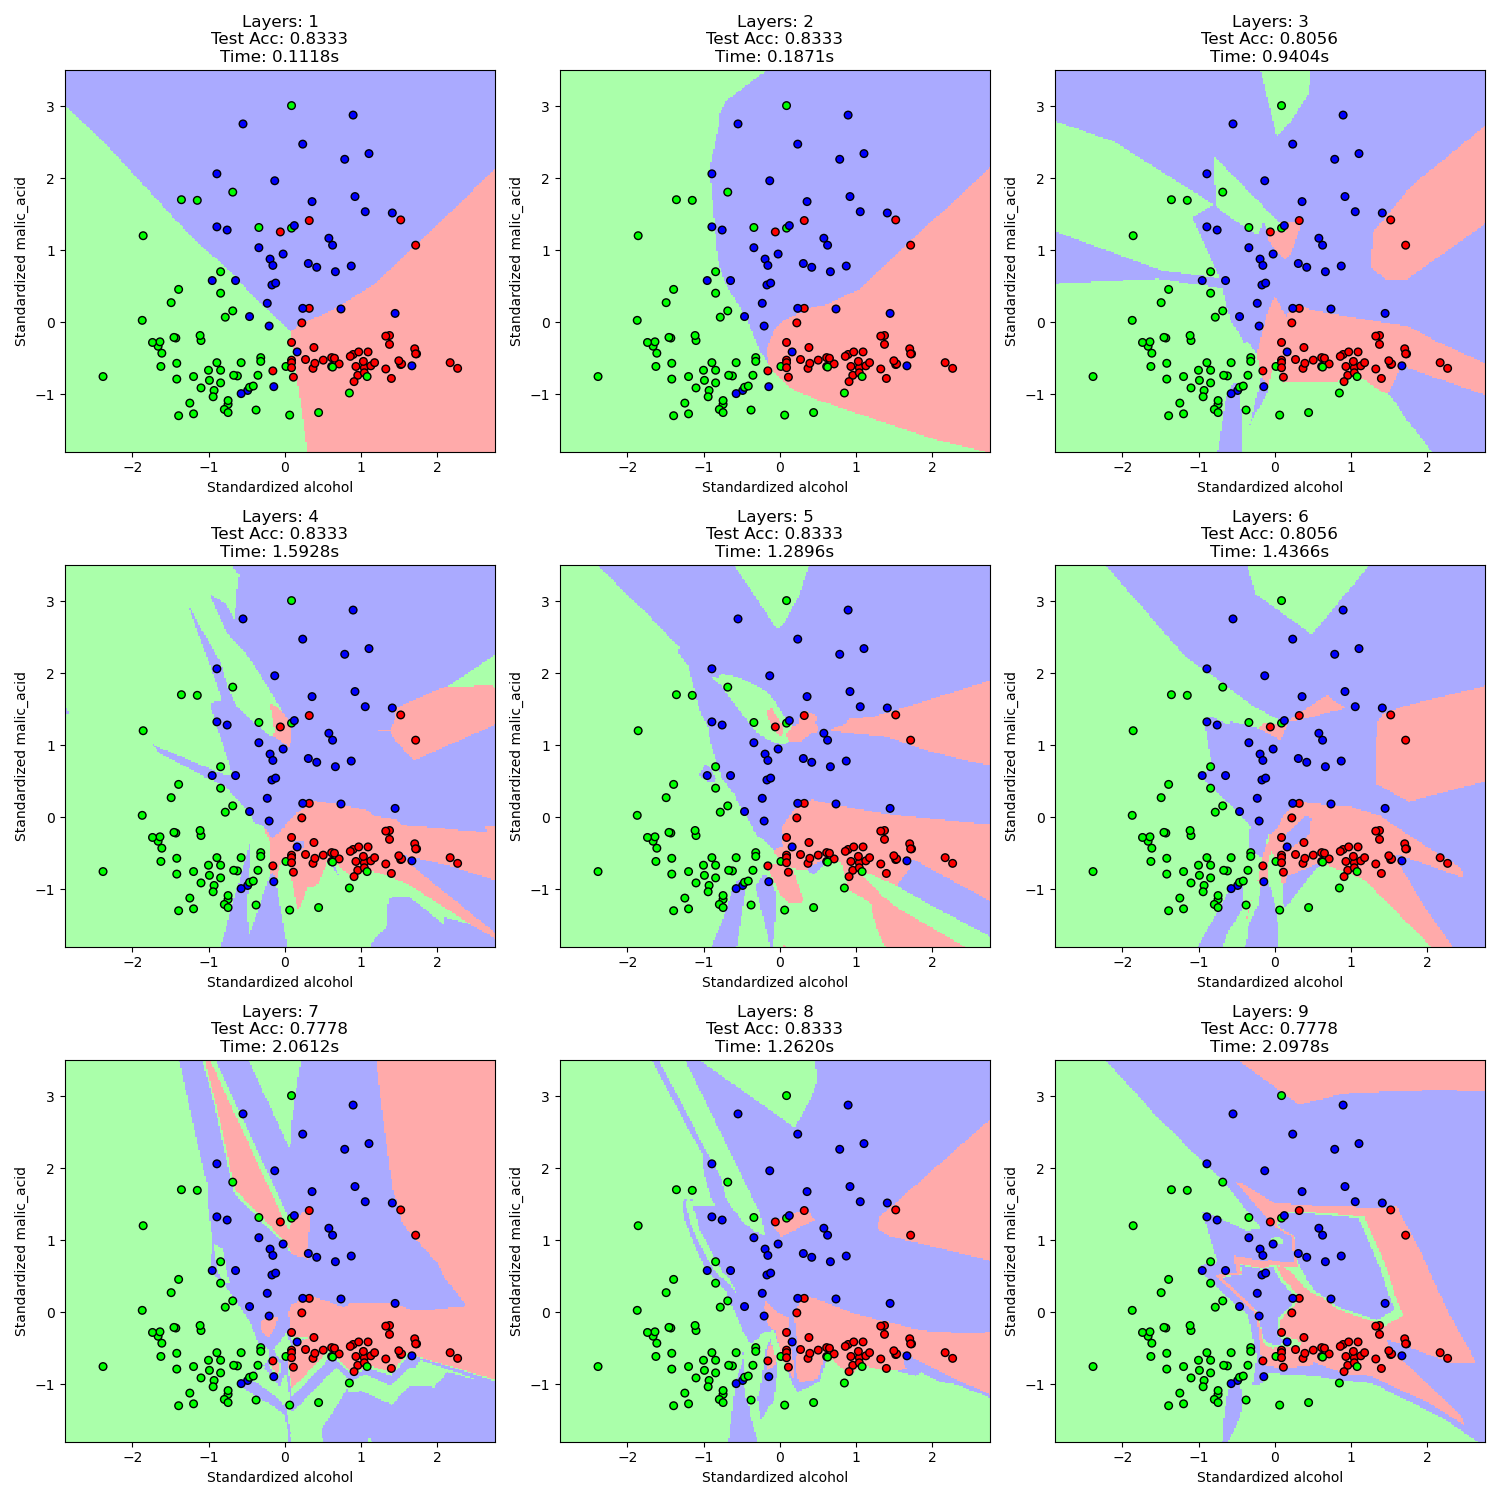 Layers: 1
Test Acc: 0.8333
Time: 0.1118s
Layers: 2
Test Acc: 0.8333
Time: 0.1871s
Layers: 3
Test Acc: 0.8056
Time: 0.9404s
Standardized malic_acid
3
2
1
0
−1
−2
−1
0
1
2
Standardized alcohol
Standardized malic_acid
3
2
1
0
−1
−2
−1
0
1
2
Standardized alcohol
Standardized malic_acid
3
2
1
0
−1
−2
−1
0
1
2
Standardized alcohol
Layers: 4
Test Acc: 0.8333
Time: 1.5928s
Layers: 5
Test Acc: 0.8333
Time: 1.2896s
Layers: 6
Test Acc: 0.8056
Time: 1.4366s
Standardized malic_acid
3
2
1
0
−1
−2
−1
0
1
2
Standardized alcohol
Standardized malic_acid
3
2
1
0
−1
−2
−1
0
1
2
Standardized alcohol
Standardized malic_acid
3
2
1
0
−1
−2
−1
0
1
2
Standardized alcohol
Layers: 7
Test Acc: 0.7778
Time: 2.0612s
Layers: 8
Test Acc: 0.8333
Time: 1.2620s
Layers: 9
Test Acc: 0.7778
Time: 2.0978s
Standardized malic_acid
3
2
1
0
−1
−2
−1
0
1
2
Standardized alcohol
Standardized malic_acid
3
2
1
0
−1
−2
−1
0
1
2
Standardized alcohol
Standardized malic_acid
3
2
1
0
−1
−2
−1
0
1
2
Standardized alcohol